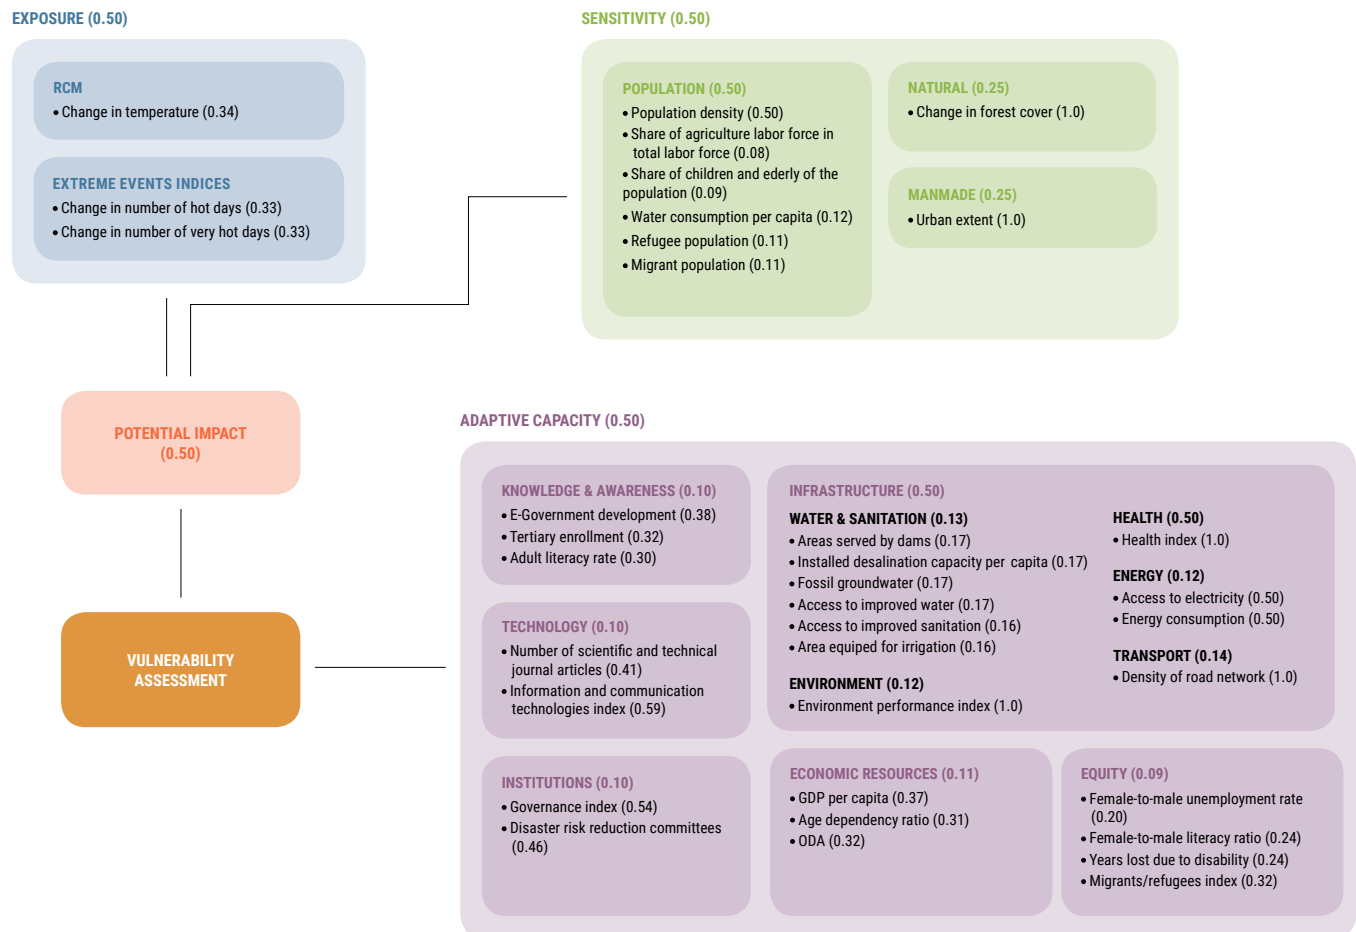 EXPOSURE (0.50)
RCM
• Change in temperature (0.34)
EXTREME EVENTS INDICES
• Change in number of hot days (0.33)
• Change in number of very hot days (0.33)
SENSITIVITY (0.50)
POPULATION (0.50)
• Population density (0.50)
• Share of agriculture labor force in
total labor force (0.08)
• Share of children and ederly of the
population (0.09)
• Water consumption per capita (0.12)
• Refugee population (0.11)
• Migrant population (0.11)
NATURAL (0.25)
• Change in forest cover (1.0)
MANMADE (0.25)
• Urban extent (1.0)
POTENTIAL IMPACT
(0.50)
VULNERABILITY
ASSESSMENT
ADAPTIVE CAPACITY (0.50)
KNOWLEDGE & AWARENESS (0.10)
• E-Government development (0.38)
• Tertiary enrollment (0.32)
• Adult literacy rate (0.30)
TECHNOLOGY (0.10)
• Number of scientific and technical
journal articles (0.41)
• Information and communication
technologies index (0.59)
INSTITUTIONS (0.10)
• Governance index (0.54)
• Disaster risk reduction committees
(0.46)
INFRASTRUCTURE (0.50)
WATER & SANITATION (0.13)
• Areas served by dams (0.17)
• Installed desalination capacity per capita (0.17)
• Fossil groundwater (0.17)
• Access to improved water (0.17)
• Access to improved sanitation (0.16)
• Area equiped for irrigation (0.16)
ENVIRONMENT (0.12)
• Environment performance index (1.0)
HEALTH (0.50)
• Health index (1.0)
ENERGY (0.12)
• Access to electricity (0.50)
• Energy consumption (0.50)
TRANSPORT (0.14)
• Density of road network (1.0)
ECONOMIC RESOURCES (0.11)
• GDP per capita (0.37)
• Age dependency ratio (0.31)
• ODA (0.32)
EQUITY (0.09)
• Female-to-male unemployment rate
(0.20)
• Female-to-male literacy ratio (0.24)
• Years lost due to disability (0.24)
• Migrants/refugees index (0.32)